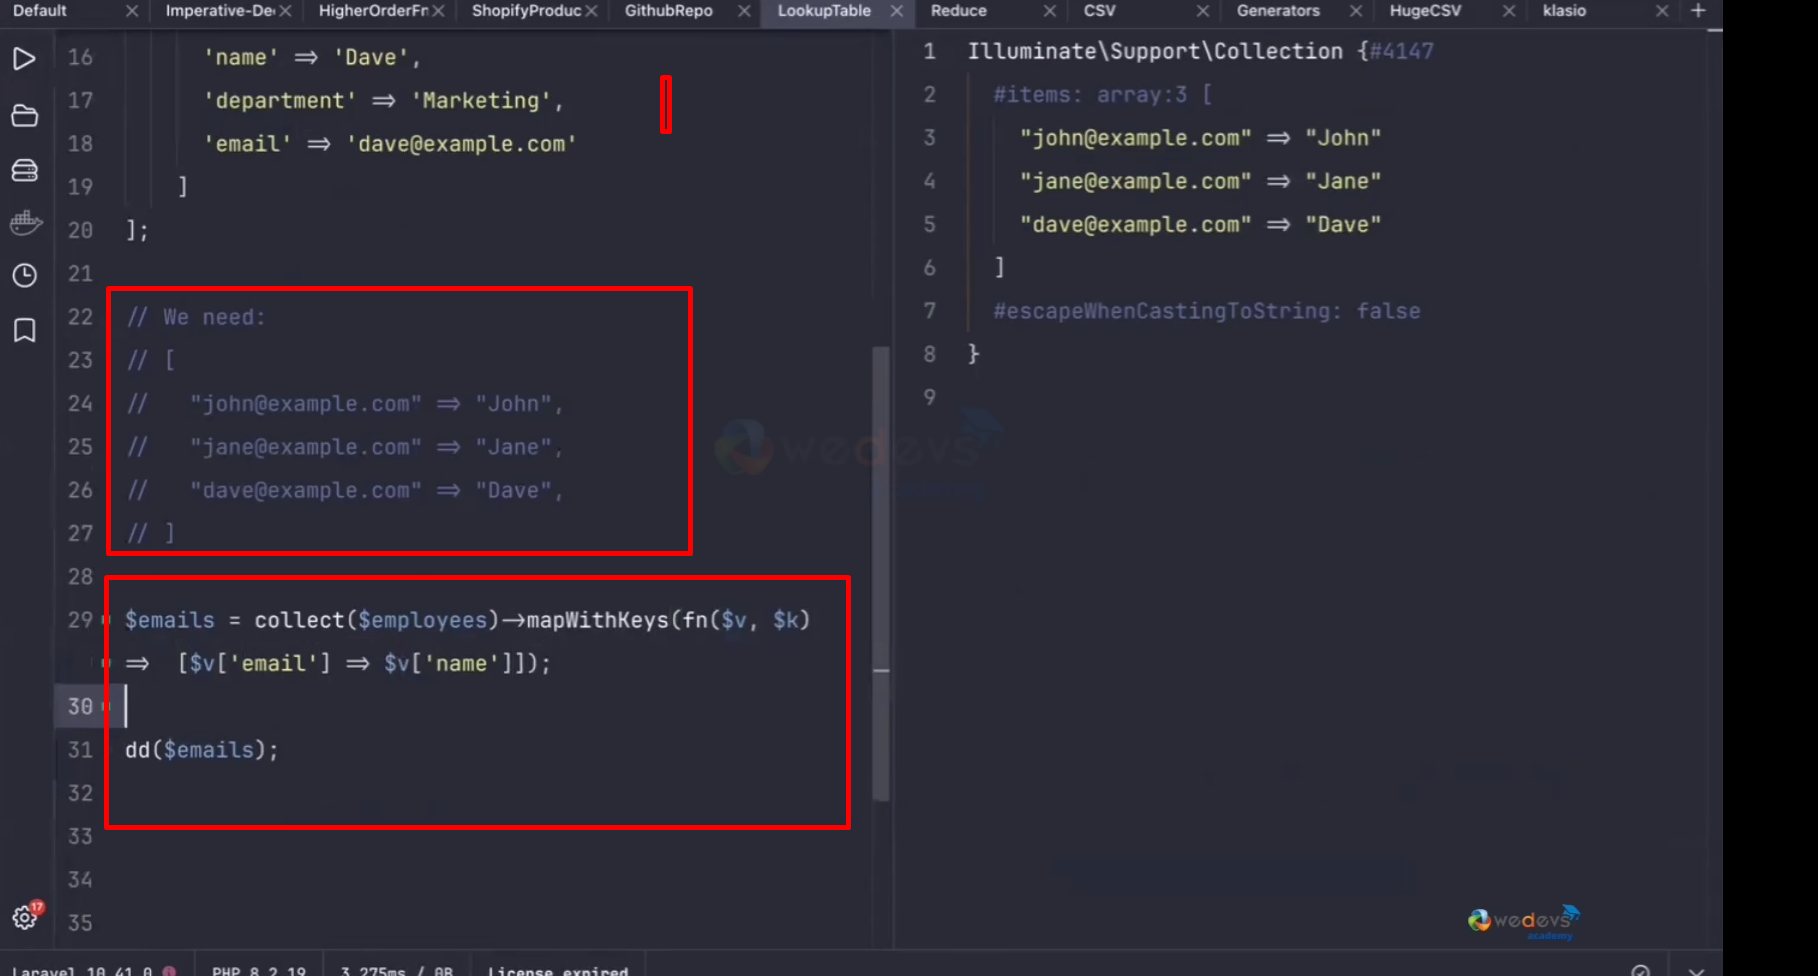 Default Imperative-De HigherOrderFn ShopifyProduc GithubRepo LookupTable Reduce CSV Generators HugeCSV klasio
16 'name' => 'Dave',
17 'department' => 'Marketing',
18 'email' => 'dave@example.com'
19 ]
20 ];
21
22 // We need:
23 // [
24 // "john@example.com" => "John",
25 // "jane@example.com" => "Jane",
26 // "dave@example.com" => "Dave",
27 // ]
28
29 $emails = collect($employees)->mapWithKeys(fn($v, $k)
=> [$v['email'] => $v['name']]);
30
31 dd($emails);
32
33
34
35
1 Illuminate\Support\Collection {#4147
2 #items: array:3 [
3 "john@example.com" => "John"
4 "jane@example.com" => "Jane"
5 "dave@example.com" => "Dave"
6 ]
7 #escapeWhenCastingToString: false
8 }
9
wedevs
17
wedevs
academy
Laravel 10.41.0 PHP 8.2.19 3.275ms / 0B License expired